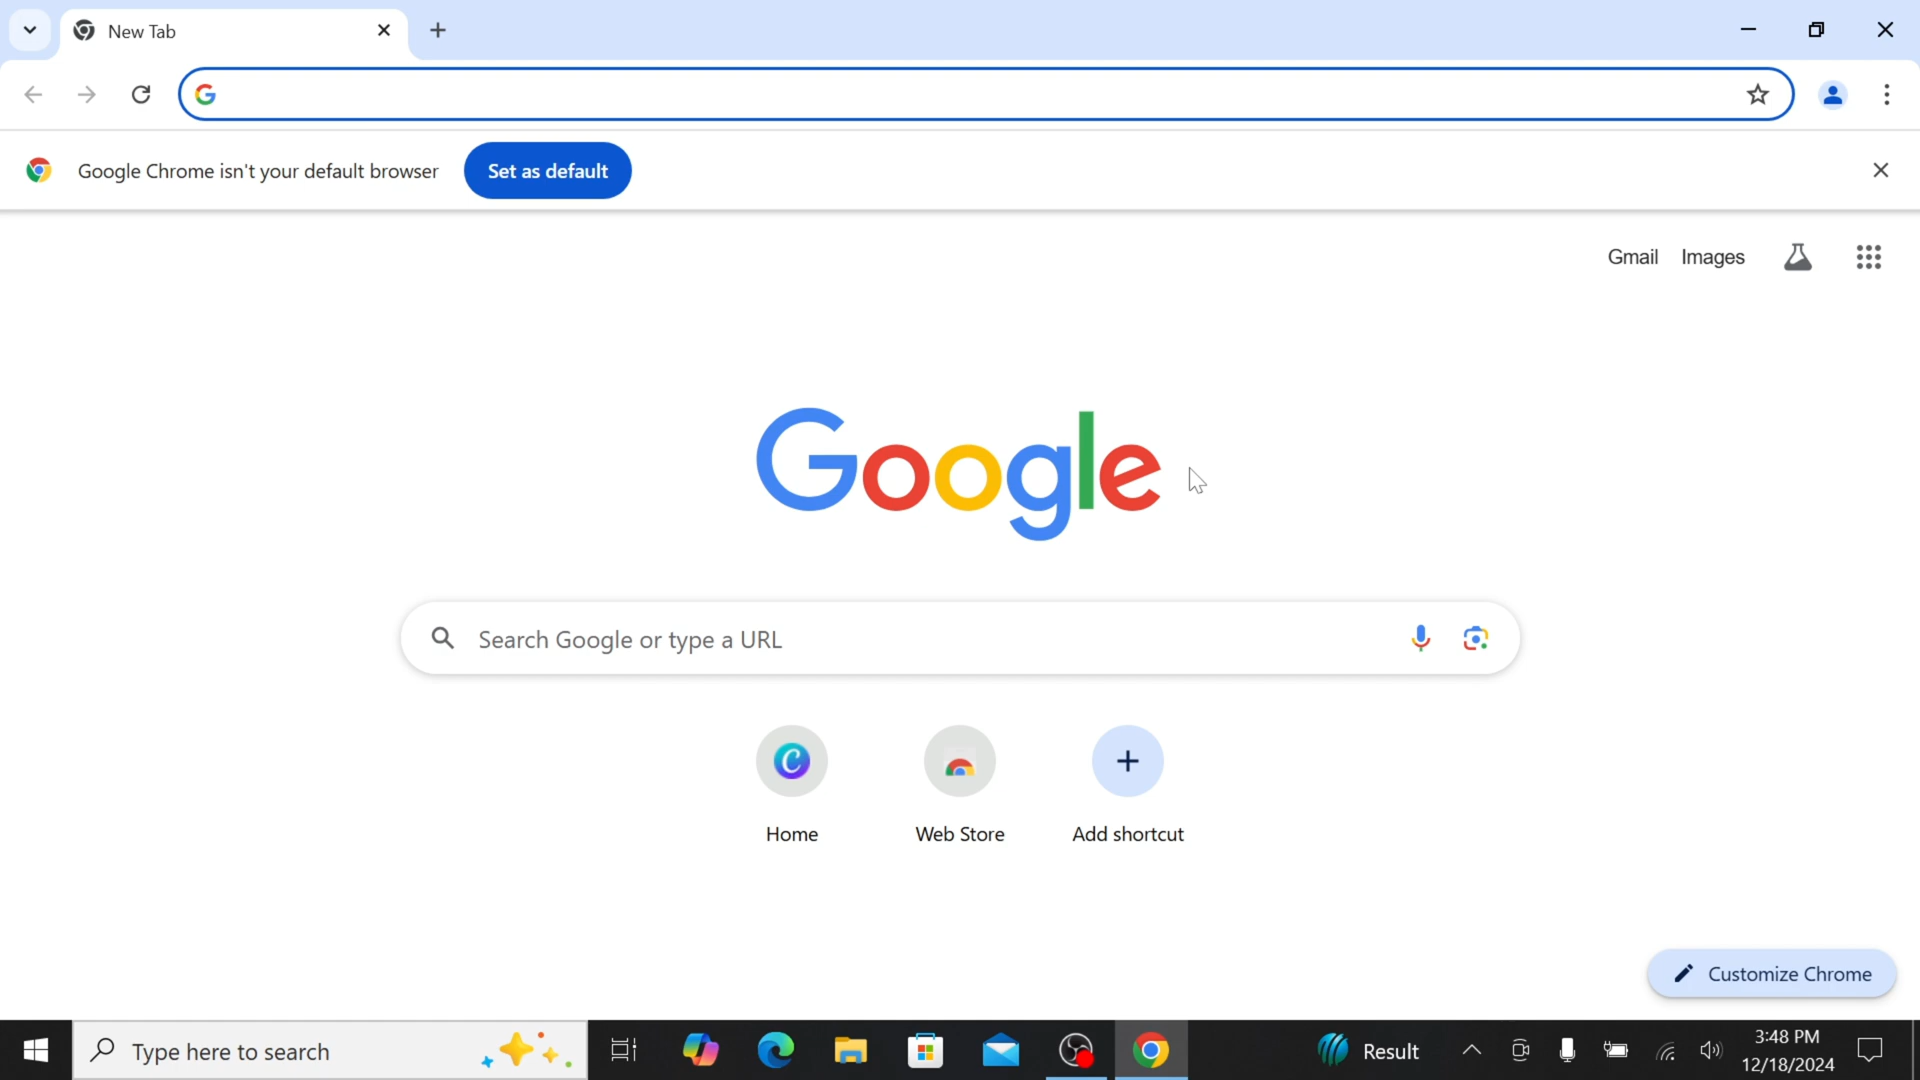 New Tab
Google Chrome isn't your default browser
Set as default
Gmail
Images
Google
Search Google or type a URL
Home
Web Store
Add shortcut
Customize Chrome
Type here to search
Result
3:48 PM
12/18/2024